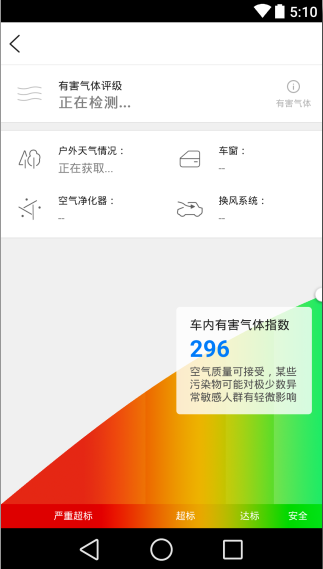 5:10
有害气体评级
正在检测...
有害气体
户外天气情况：
正在获取...
车窗：
--
空气净化器：
--
换风系统：
--
车内有害气体指数
296
空气质量可接受，某些
污染物可能对极少数异
常敏感人群有轻微影响
严重超标
超标
达标
安全